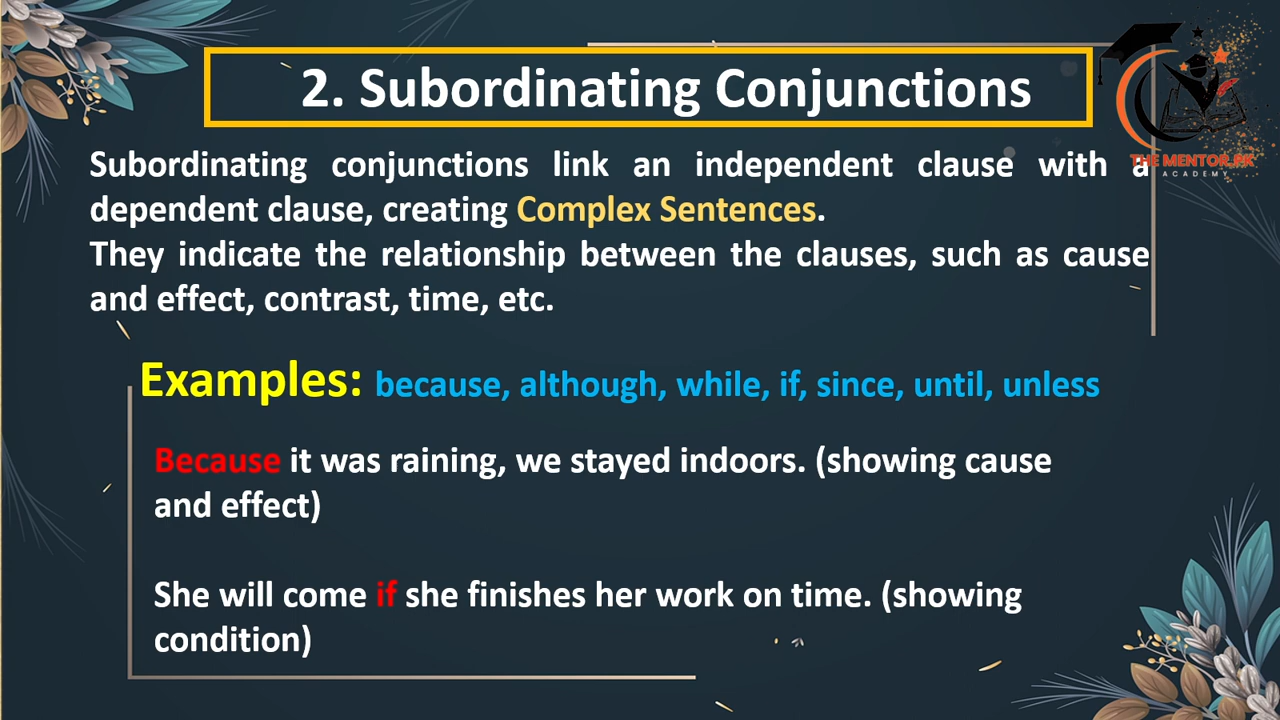 2. Subordinating Conjunctions
THE MENTOR.PK
ACADEMY
Subordinating conjunctions link an independent clause with a
dependent clause, creating Complex Sentences.
They indicate the relationship between the clauses, such as cause
and effect, contrast, time, etc.
Examples: because, although, while, if, since, until, unless
Because it was raining, we stayed indoors. (showing cause
and effect)
She will come if she finishes her work on time. (showing
condition)